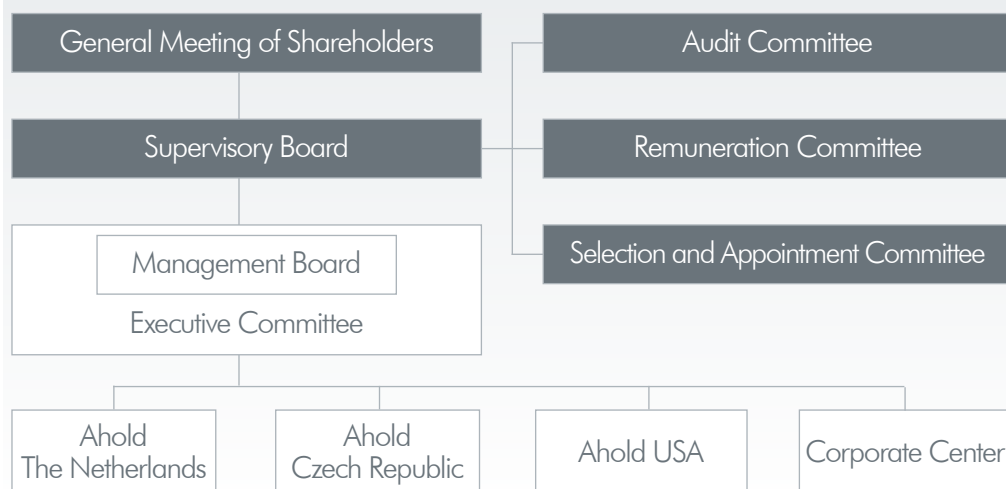 General Meeting of Shareholders
Audit Committee
Supervisory Board
Remuneration Committee
Selection and Appointment Committee
Management Board
Executive Committee
Ahold
The Netherlands
Ahold
Czech Republic
Ahold USA
Corporate Center